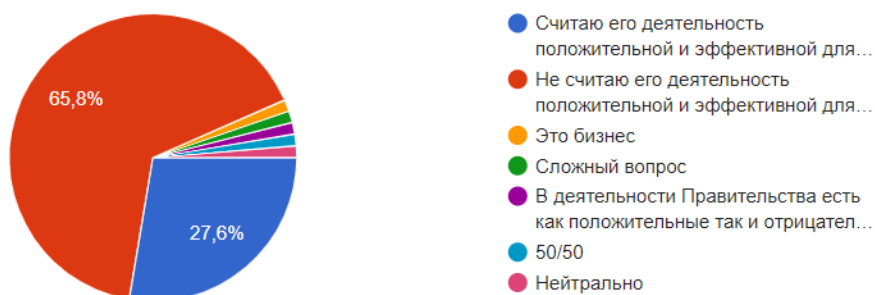 65,8%
27,6%
Считаю его деятельность
положительной и эффективной для…
Не считаю его деятельность
положительной и эффективной для…
Это бизнес
Сложный вопрос
В деятельности Правительства есть
как положительные так и отрицател…
50/50
Нейтрально